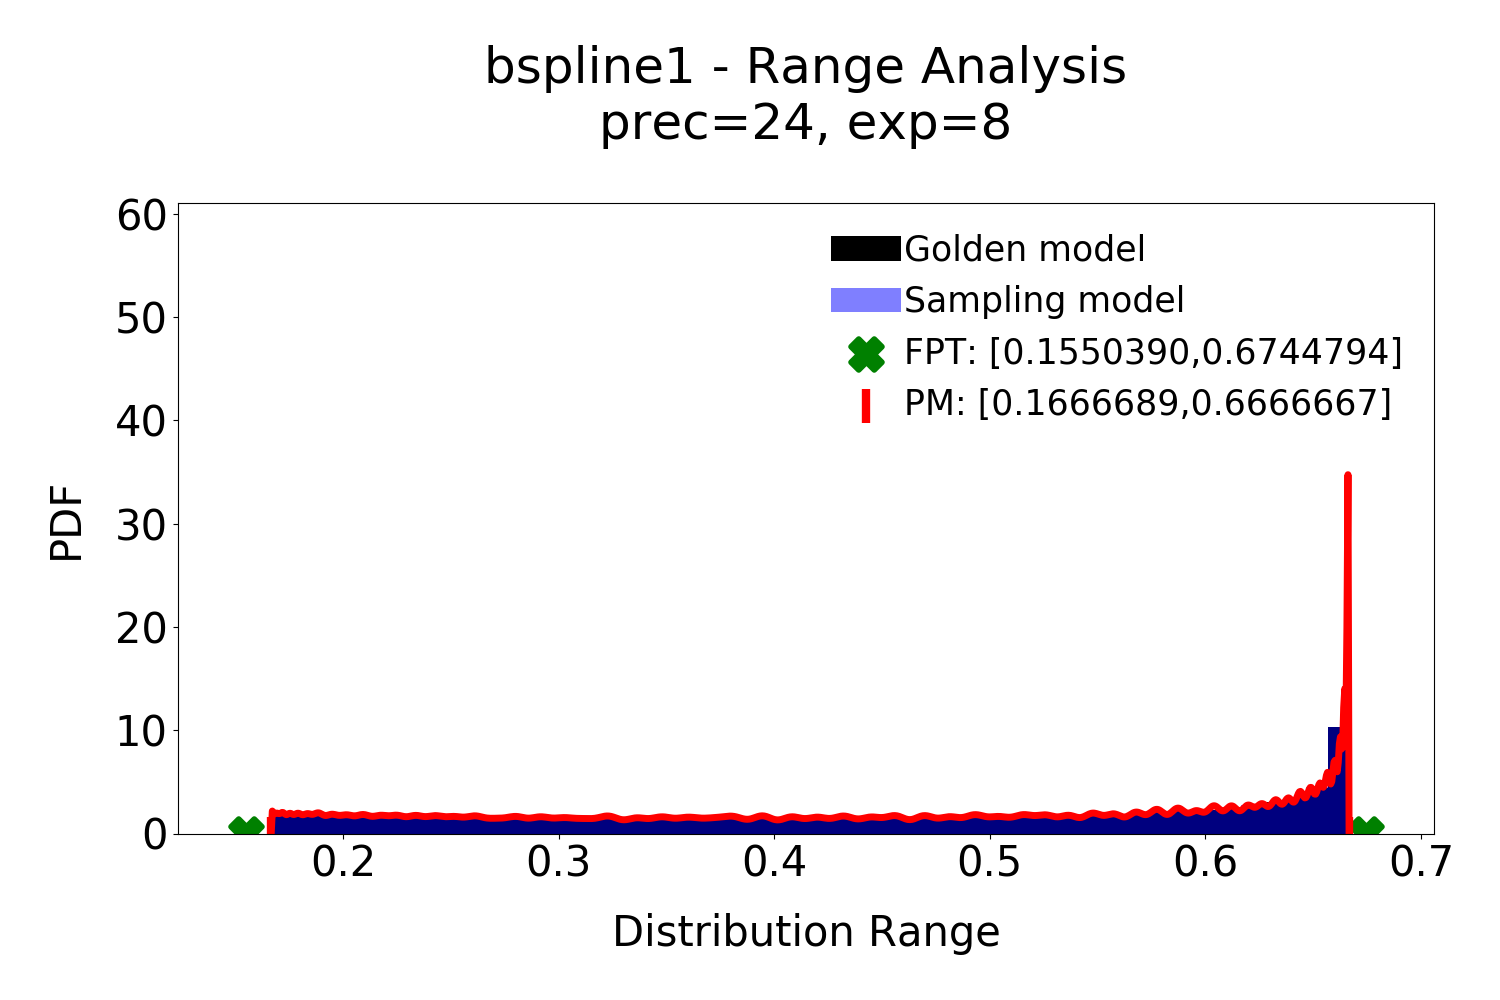 bspline1 - Range Analysis
prec=24, exp=8
60
50
40
30
20
10
0
PDF
Golden model
Sampling model
FPT: [0.1550390,0.6744794]
PM: [0.1666689,0.6666667]
0.2 0.3 0.4 0.5 0.6 0.7
Distribution Range